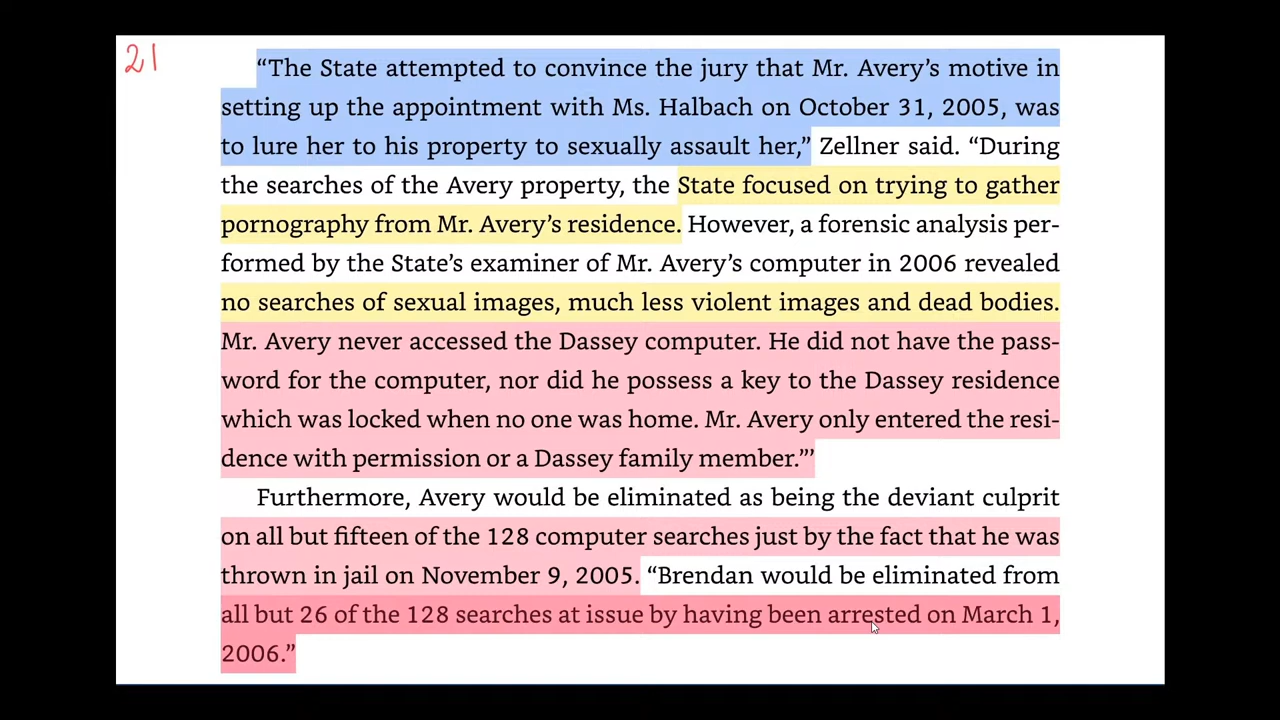 21
“The State attempted to convince the jury that Mr. Avery’s motive in
setting up the appointment with Ms. Halbach on October 31, 2005, was
to lure her to his property to sexually assault her,” Zellner said. “During
the searches of the Avery property, the State focused on trying to gather
pornography from Mr. Avery’s residence. However, a forensic analysis per-
formed by the State’s examiner of Mr. Avery’s computer in 2006 revealed
no searches of sexual images, much less violent images and dead bodies.
Mr. Avery never accessed the Dassey computer. He did not have the pass-
word for the computer, nor did he possess a key to the Dassey residence
which was locked when no one was home. Mr. Avery only entered the resi-
dence with permission or a Dassey family member.”’
Furthermore, Avery would be eliminated as being the deviant culprit
on all but fifteen of the 128 computer searches just by the fact that he was
thrown in jail on November 9, 2005. “Brendan would be eliminated from
all but 26 of the 128 searches at issue by having been arrested on March 1,
2006.”